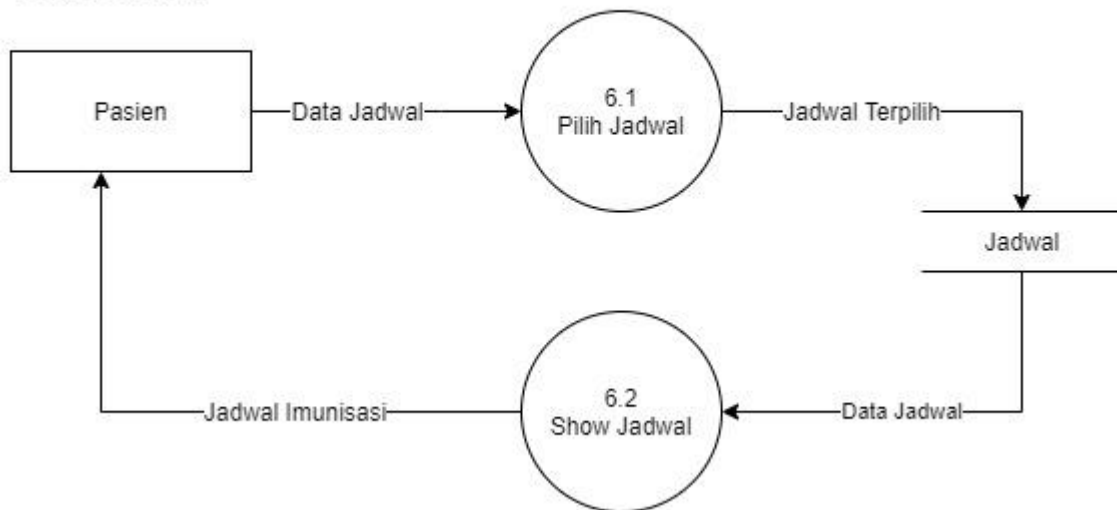 Pasien
Data Jadwal
6.1
Pilih Jadwal
Jadwal Terpilih
Jadwal
6.2
Show Jadwal
Data Jadwal
Jadwal Imunisasi